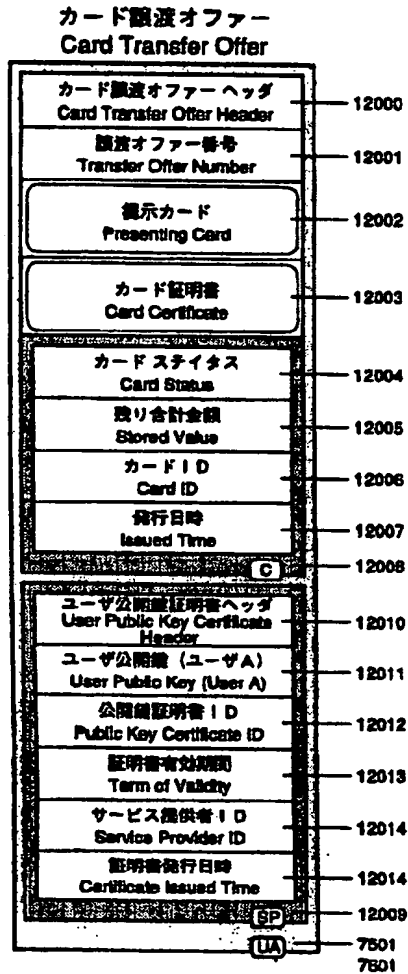 カード譲渡オファー
Card Transfer Offer
カード譲渡オファー ヘッダ
Card Transfer Offer Header
12000
譲渡オファー番号
Transfer Offer Number
12001
提示カード
Presenting Card
12002
カード証明書
Card Certificate
12003
カード ステイタス
Card Status
12004
残り合計金額
Stored Value
12005
カードID
Card ID
12006
発行日時
Issued Time
12007
C
12008
ユーザ公開鍵証明書ヘッダ
User Public Key Certificate
Header
12010
ユーザ公開鍵(ユーザA)
User Public Key (User A)
12011
公開鍵証明書ID
Public Key Certificate ID
12012
証明書有効期間
Term of Validity
12013
サービス提供者ID
Service Provider ID
12014
証明書発行日時
Certificate Issued Time
12014
SP
12009
UA
7501
7601